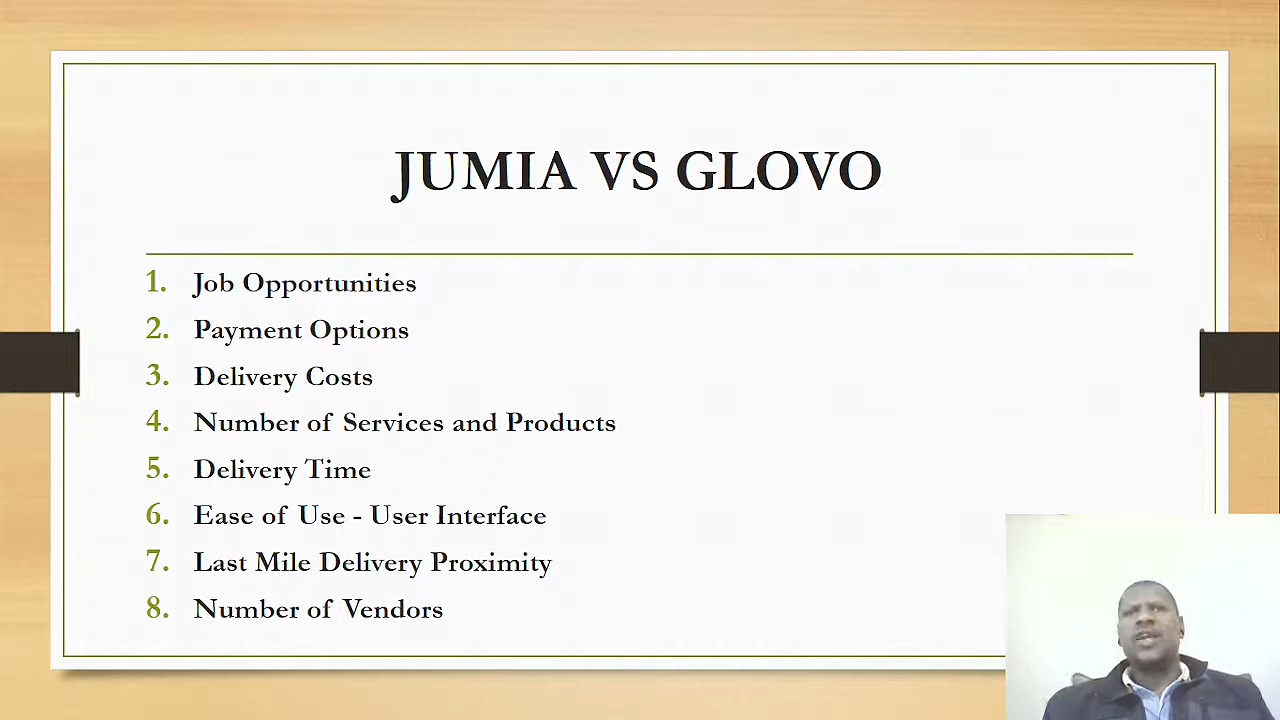 JUMIA VS GLOVO
1. Job Opportunities
2. Payment Options
3. Delivery Costs
4. Number of Services and Products
5. Delivery Time
6. Ease of Use - User Interface
7. Last Mile Delivery Proximity
8. Number of Vendors